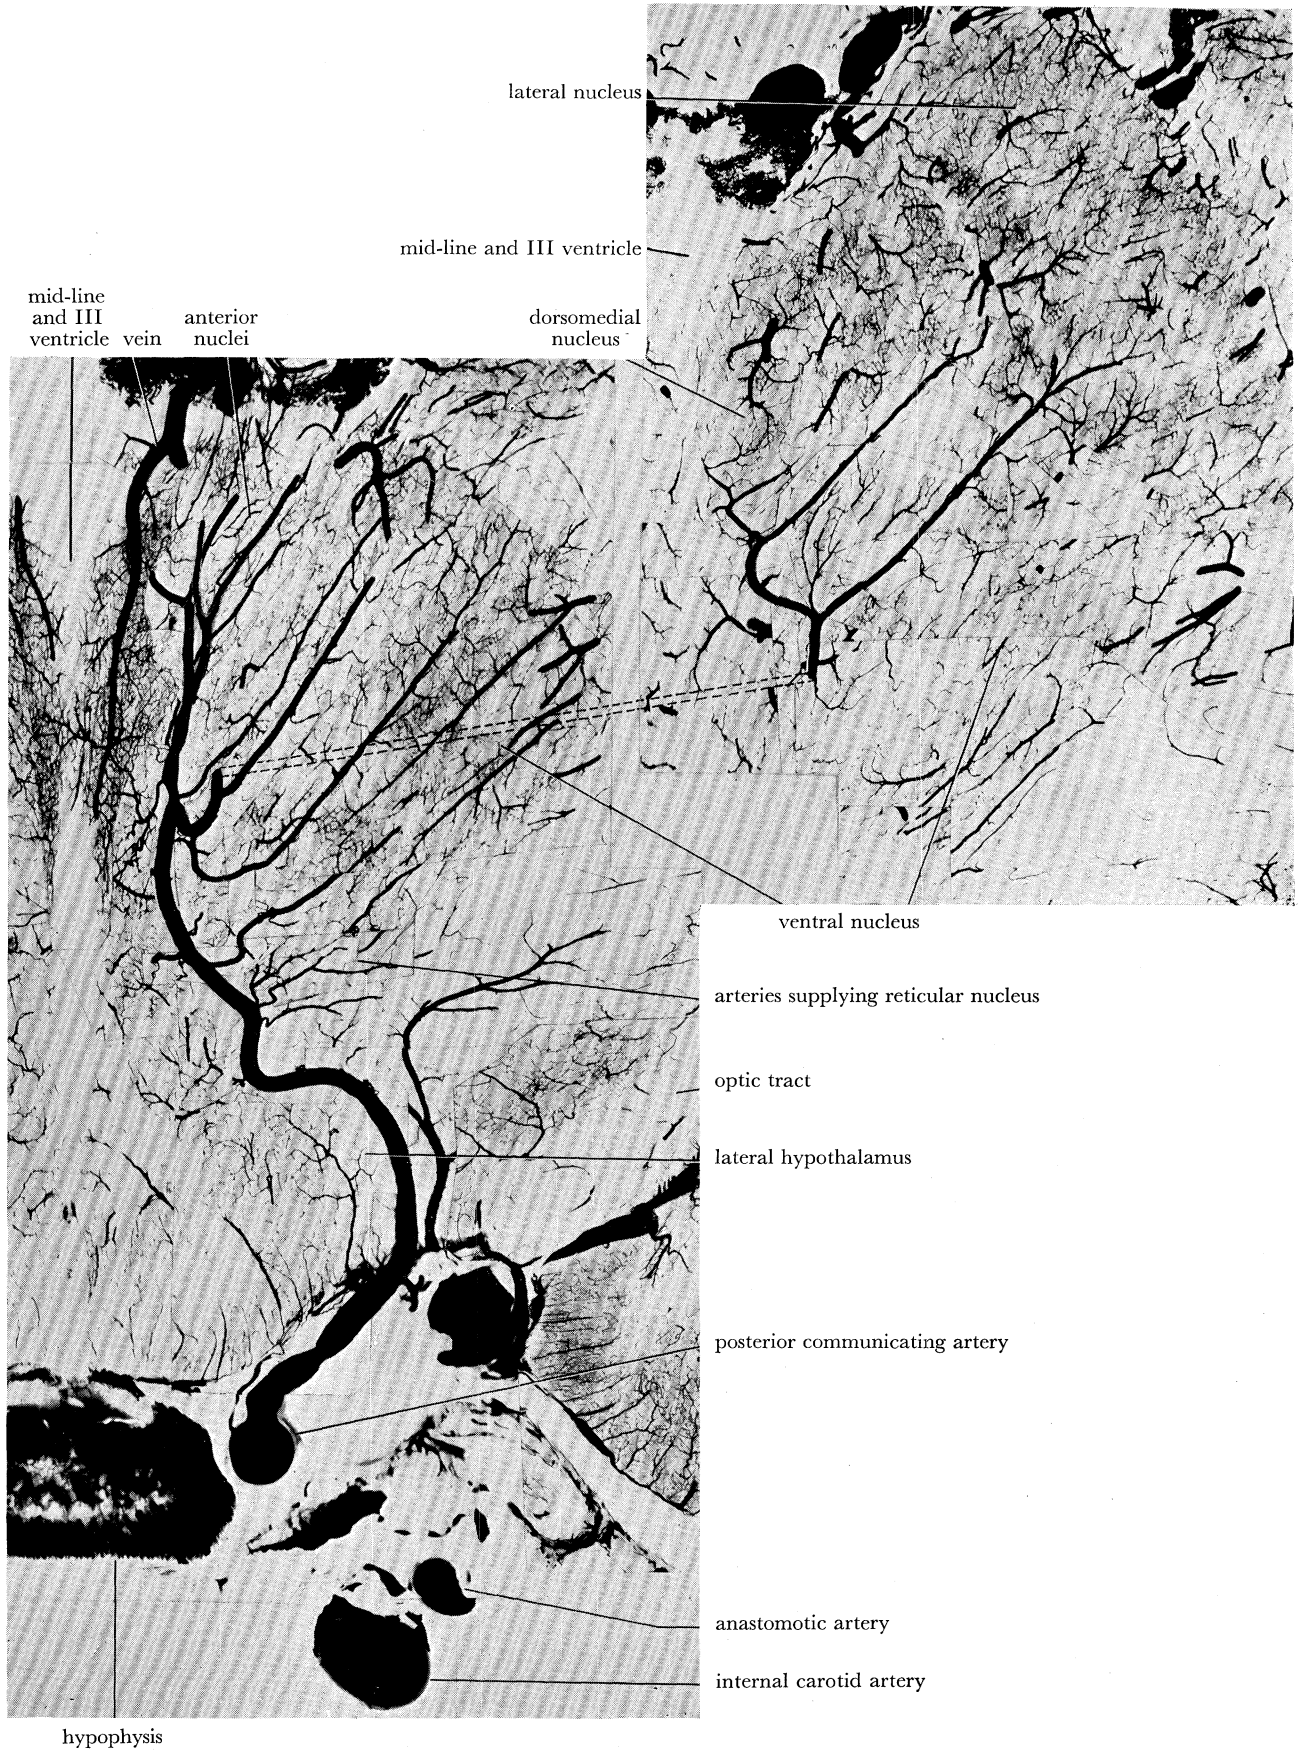 lateral nucleus
mid-line and III ventricle
mid-line
and III
ventricle
vein
anterior
nuclei
dorsomedial
nucleus
ventral nucleus
arteries supplying reticular nucleus
optic tract
lateral hypothalamus
posterior communicating artery
anastomotic artery
internal carotid artery
hypophysis